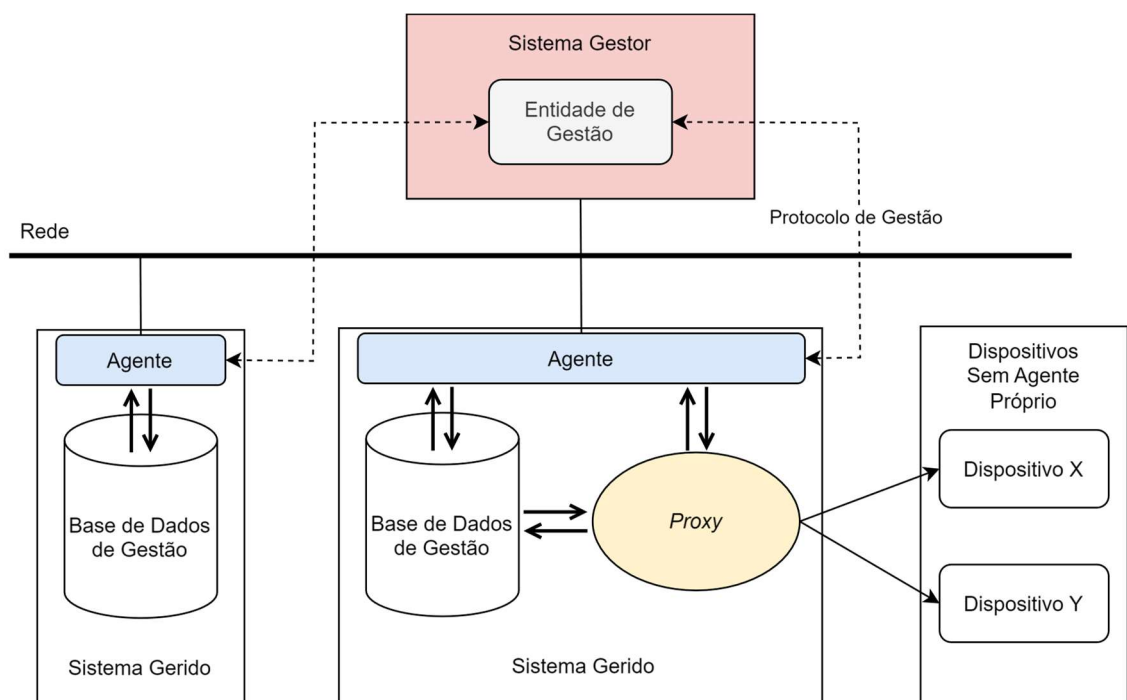 Sistema Gestor
Entidade de
Gestão
Protocolo de Gestão
Rede
Agente
Base de Dados
de Gestão
Sistema Gerido
Agente
Base de Dados
de Gestão
Proxy
Sistema Gerido
Dispositivos
Sem Agente
Próprio
Dispositivo X
Dispositivo Y